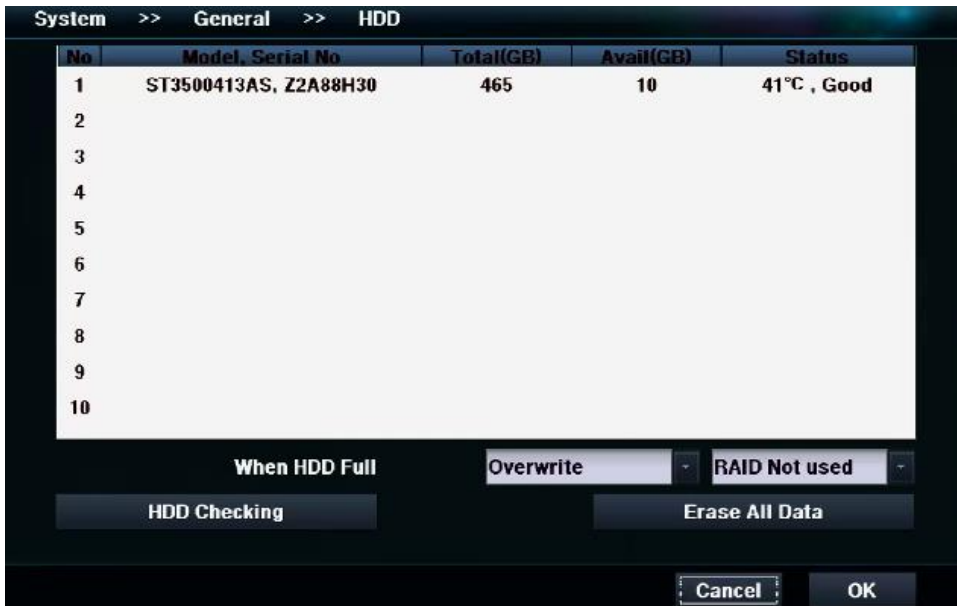 System >> General >> HDD
No Model, Serial No Total(GB) Avail(GB) Status
1 ST3500413AS, Z2A88H30 465 10 41°C , Good
2
3
4
5
6
7
8
9
10
When HDD Full Overwrite RAID Not used
HDD Checking Erase All Data
Cancel OK